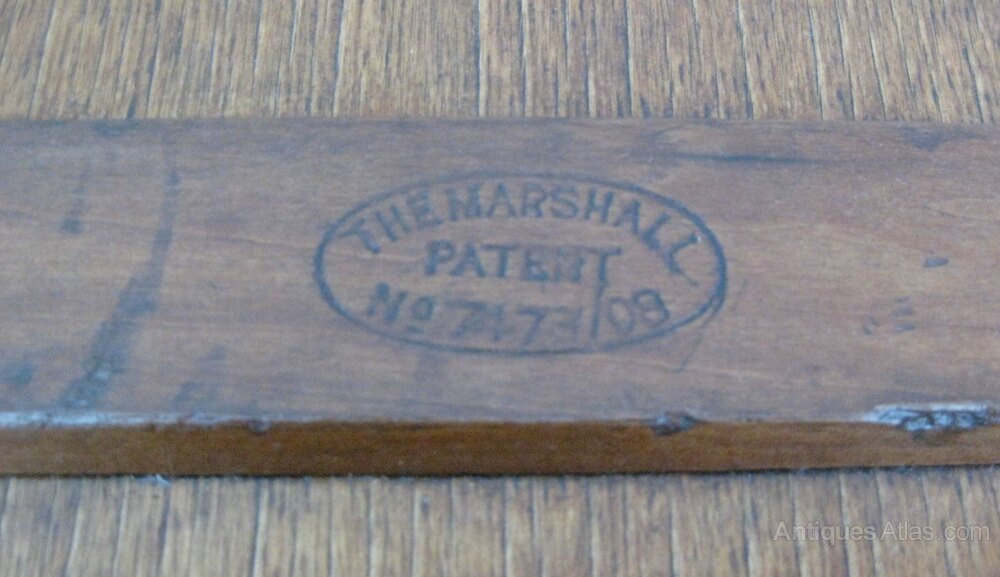 THE MARSHALL
PATENT
No 7473/08
AntiquesAtlas.com